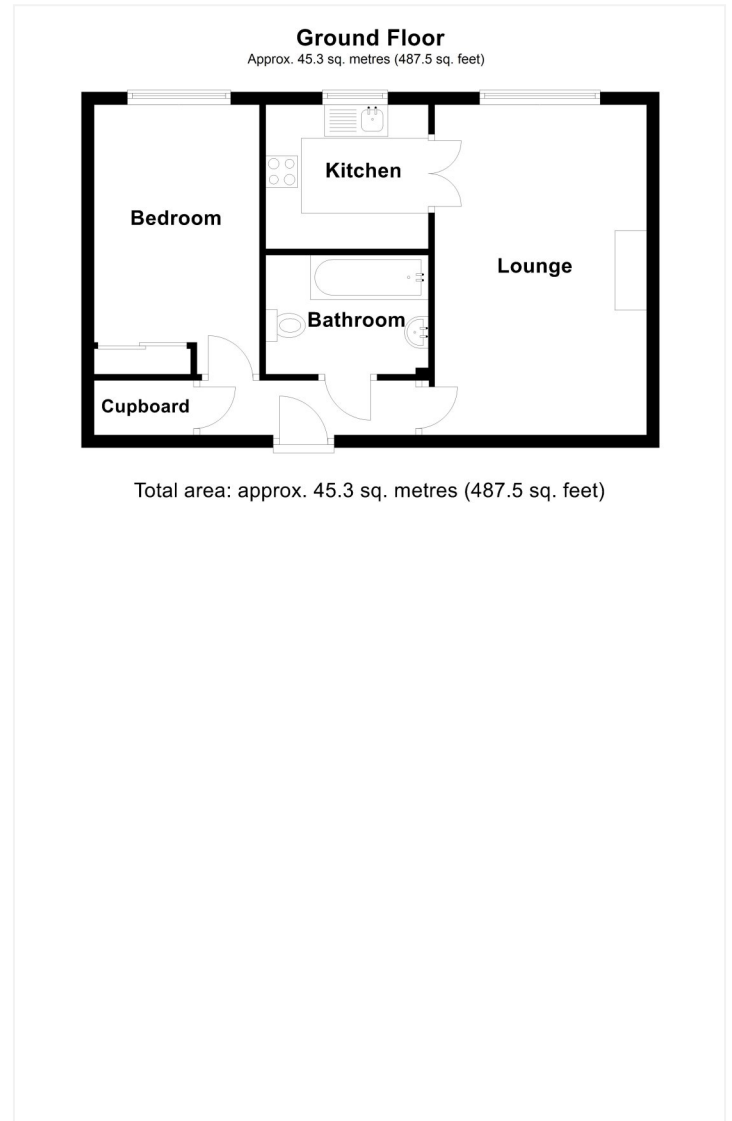 Ground Floor
Approx. 45.3 sq. metres (487.5 sq. feet)
Kitchen
Bedroom
Lounge
Bathroom
Cupboard
Total area: approx. 45.3 sq. metres (487.5 sq. feet)